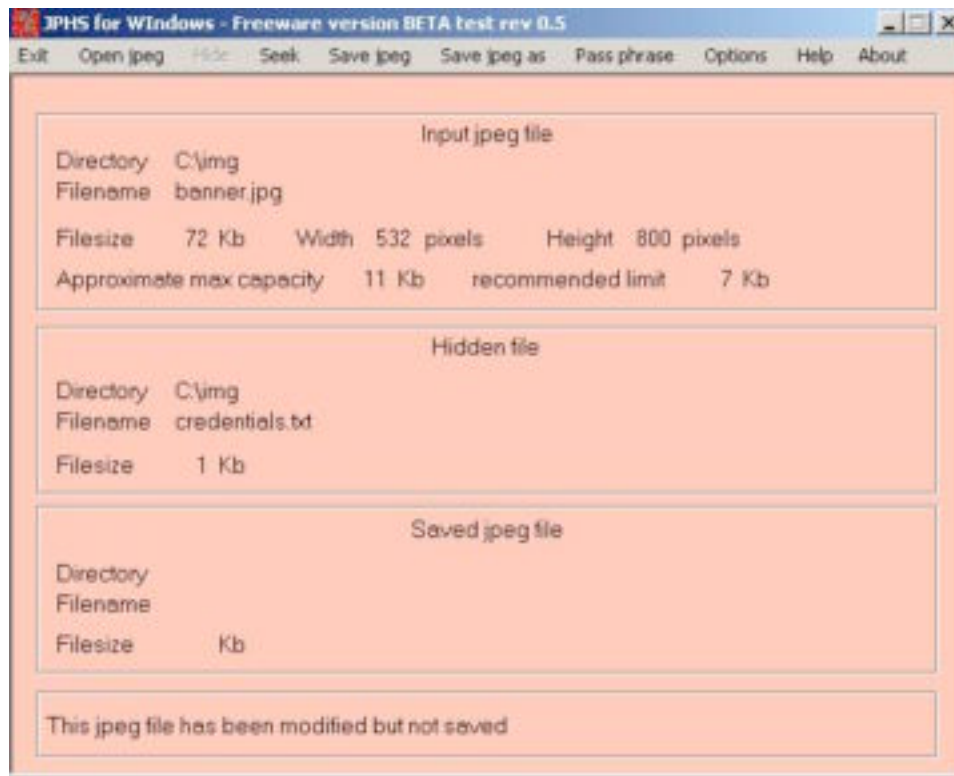 JPHS for WIndows - Freeware version BETA test rev 0.5
Exit Open jpeg Hide Seek Save jpeg Save jpeg as Pass phrase Options Help About
Input jpeg file
Directory C:\img
Filename banner.jpg
Filesize 72 Kb Width 532 pixels Height 800 pixels
Approximate max capacity 11 Kb recommended limit 7 Kb
Hidden file
Directory C:\img
Filename credentials.txt
Filesize 1 Kb
Saved jpeg file
Directory
Filename
Filesize Kb
This jpeg file has been modified but not saved